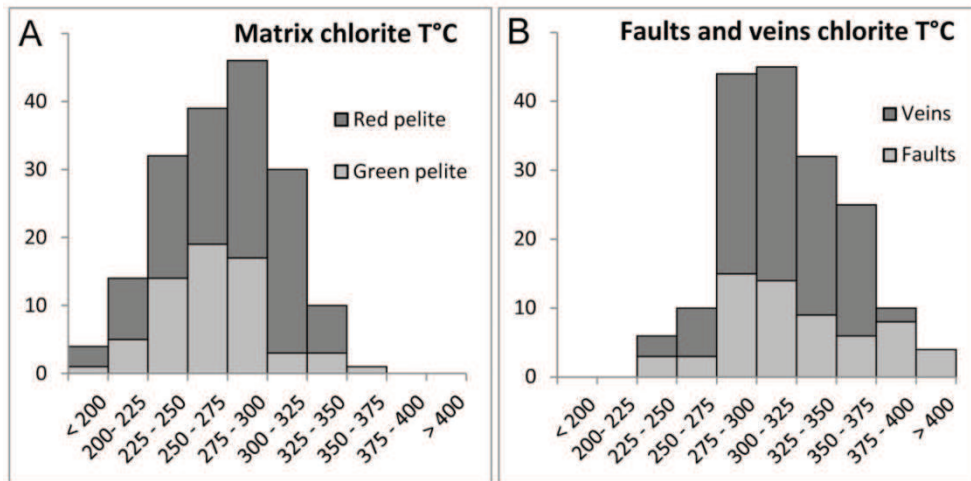 A
Matrix chlorite T°C
40
30
20
10
0
Red pelite
Green pelite
< 200
200- 225
225 - 250
250 - 275
275 - 300
300 - 325
325 - 350
350 - 375
375 - 400
> 400
B
Faults and veins chlorite T°C
40
30
20
10
0
Veins
Faults
< 200
200- 225
225 - 250
250 - 275
275 - 300
300 - 325
325 - 350
350 - 375
375 - 400
> 400